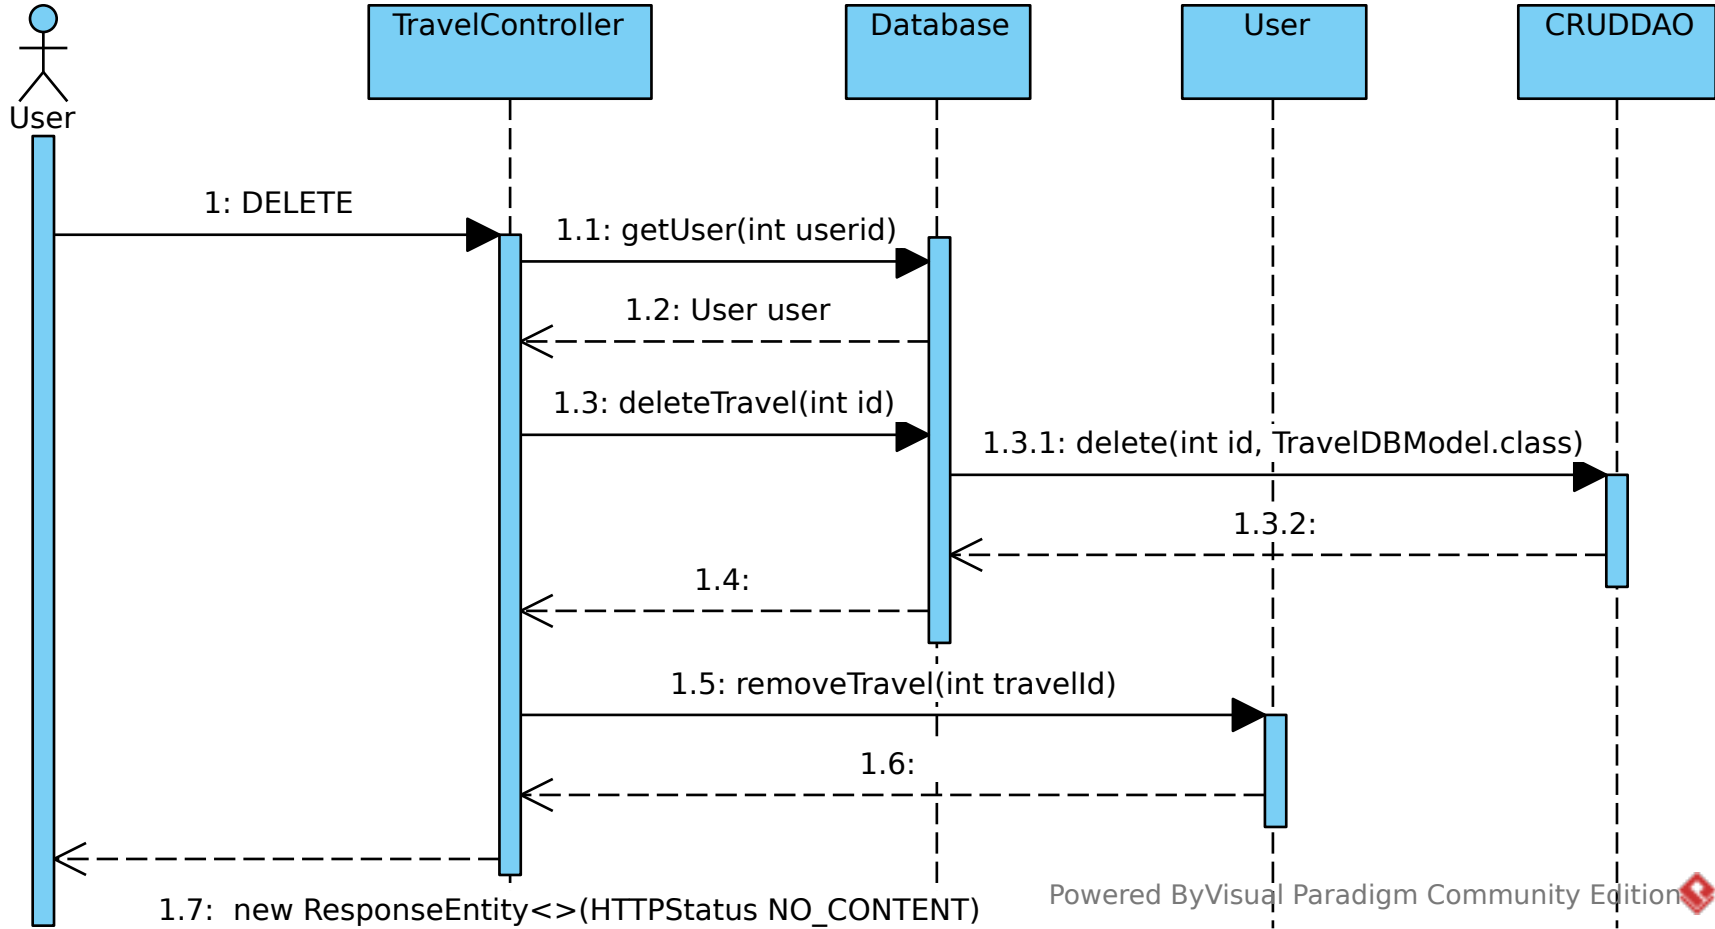 TravelController
Database
User
CRUDDAO
User
1: DELETE
1.1: getUser(int userid)
1.2: User user
1.3: deleteTravel(int id)
1.3.1: delete(int id, TravelDBModel.class)
1.3.2:
1.4:
1.5: removeTravel(int travelId)
1.6:
1.7:  new ResponseEntity<>(HTTPStatus NO_CONTENT)
Powered ByVisual Paradigm Community Edition